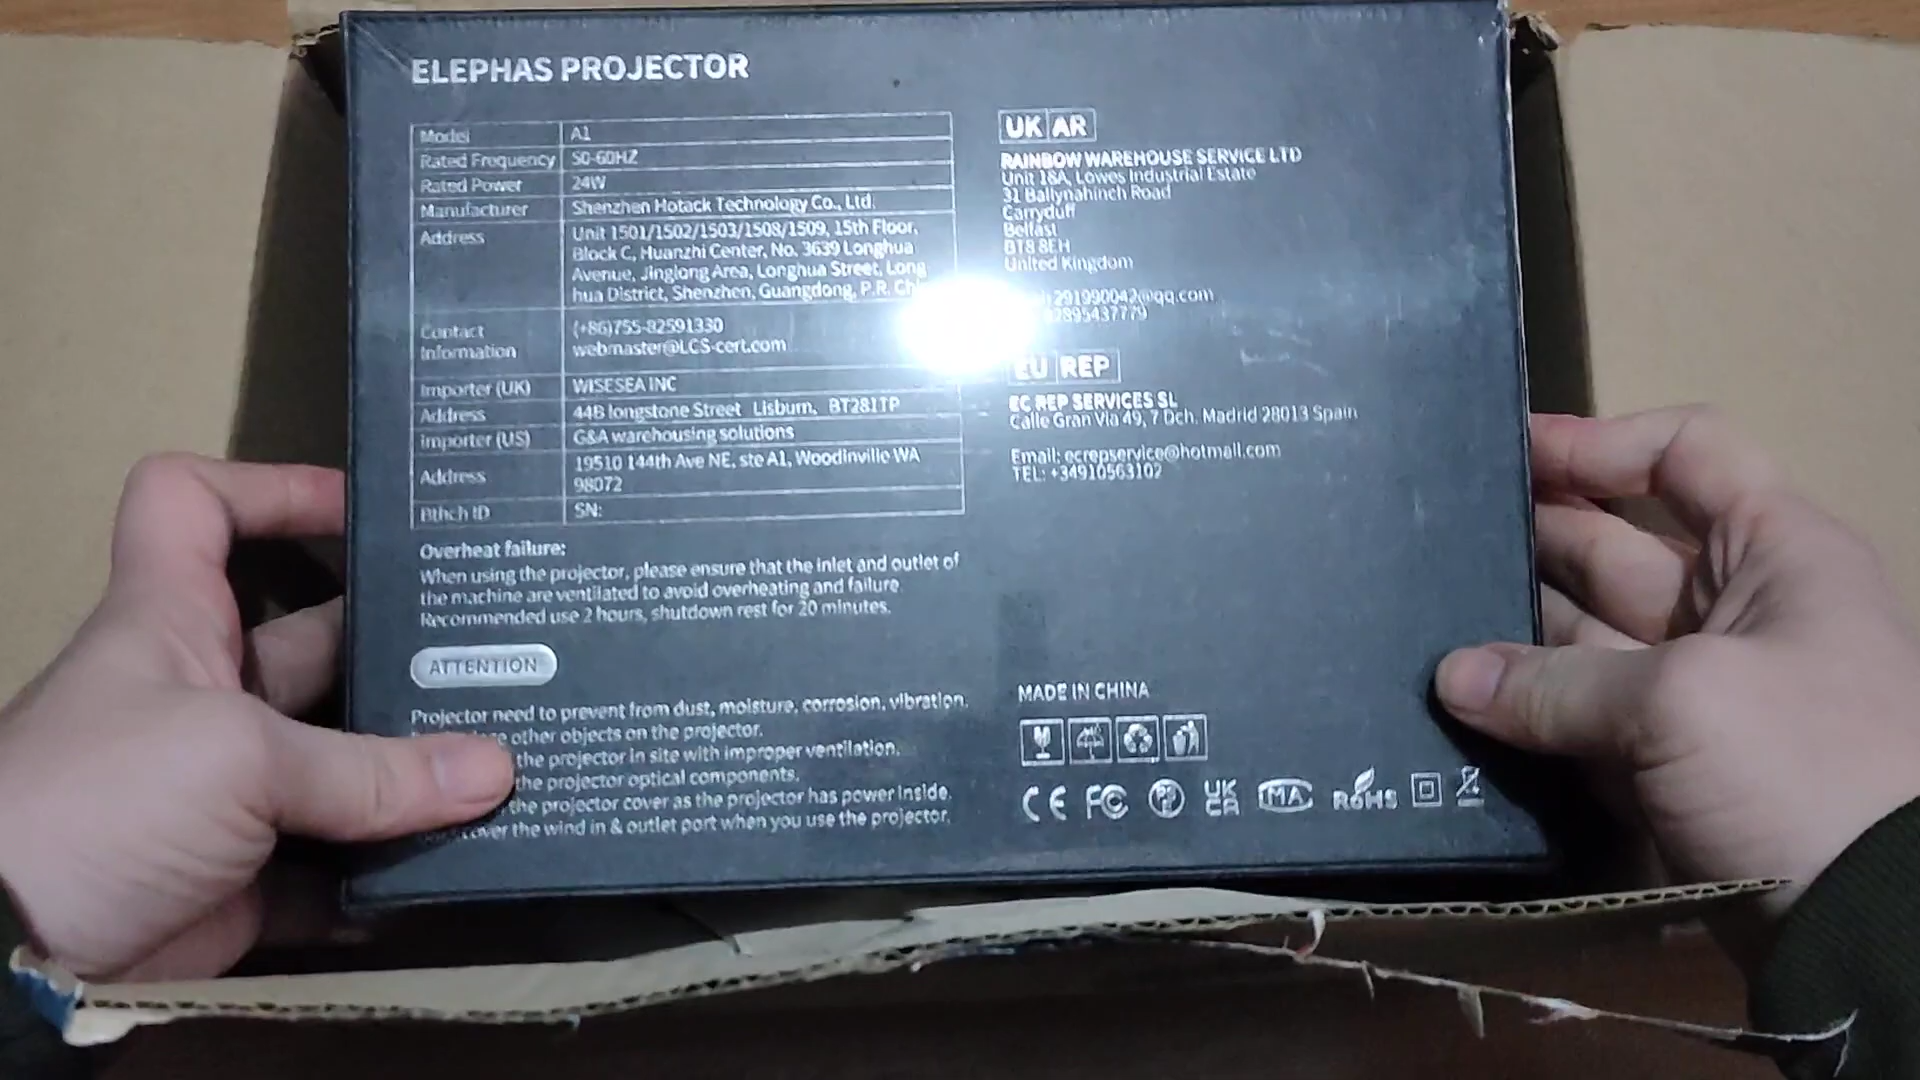 ELEPHAS PROJECTOR
Model A1
Rated Frequency 50-60HZ
Rated Power 24W
Manufacturer Shenzhen Hotack Technology Co., Ltd.
Address Unit 1501/1502/1503/1508/1509, 15th Floor,
Block C, Huanzhi Center, No. 3639 Longhua
Avenue, Jinglong Area, Longhua Street, Long
hua District, Shenzhen, Guangdong, P.R.
Contact Information (+86)755-82591330
webmaster@LCS-cert.com
Importer (UK) WISESEA INC
Address 44B longstone Street Lisburn, BT281TP
Importer (US) G&A warehousing solutions
Address 19510 144th Ave NE, ste A1, Woodinville WA
98072
Bthch ID SN:
Overheat failure:
When using the projector, please ensure that the inlet and outlet of
the machine are ventilated to avoid overheating and failure.
Recommended use 2 hours, shutdown rest for 20 minutes.
ATTENTION
Projector need to prevent from dust, moisture, corrosion, vibration.
other objects on the projector.
the projector in site with improper ventilation.
the projector optical components.
the projector cover as the projector has power inside.
cover the wind in & outlet port when you use the projector.
UK AR
RAINBOW WAREHOUSE SERVICE LTD
Unit 18A, Lowes Industrial Estate
31 Ballynahinch Road
Carryduff
Belfast
BT8 8EH
United Kingdom
291990042@qq.com
2895437779
EU REP
EC REP SERVICES SL
Calle Gran Via 49, 7 Dch. Madrid 28013 Spain
Email: ecrepservice@hotmail.com
TEL: +34910563102
MADE IN CHINA
CE FC UK CA MA RoHS